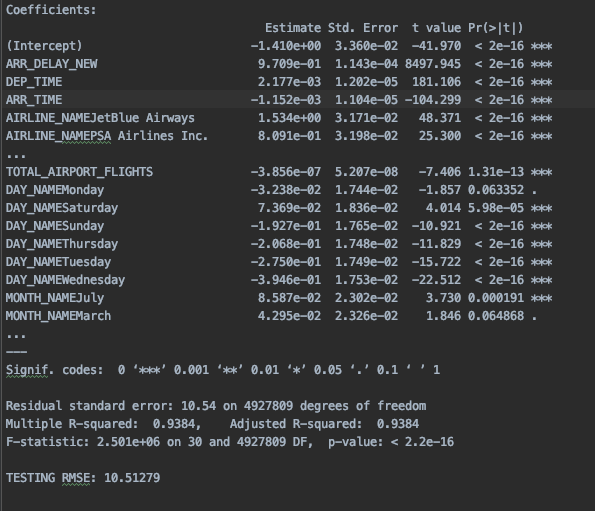 Coefficients:
Estimate Std. Error t value Pr(>|t|)
(Intercept) -1.410e+00 3.360e-02 -41.970 < 2e-16 ***
ARR_DELAY_NEW 9.709e-01 1.143e-04 8497.945 < 2e-16 ***
DEP_TIME 2.177e-03 1.202e-05 181.106 < 2e-16 ***
ARR_TIME -1.152e-03 1.104e-05 -104.299 < 2e-16 ***
AIRLINE_NAMEJetBlue Airways 1.534e+00 3.171e-02 48.371 < 2e-16 ***
AIRLINE_NAMEPSA Airlines Inc. 8.091e-01 3.198e-02 25.300 < 2e-16 ***
...
TOTAL_AIRPORT_FLIGHTS -3.856e-07 5.207e-08 -7.406 1.31e-13 ***
DAY_NAMEMonday -3.238e-02 1.744e-02 -1.857 0.063352 .
DAY_NAMESaturday 7.369e-02 1.836e-02 4.014 5.98e-05 ***
DAY_NAMESunday -1.927e-01 1.765e-02 -10.921 < 2e-16 ***
DAY_NAMEThursday -2.068e-01 1.748e-02 -11.829 < 2e-16 ***
DAY_NAMETuesday -2.750e-01 1.749e-02 -15.722 < 2e-16 ***
DAY_NAMEWednesday -3.946e-01 1.753e-02 -22.512 < 2e-16 ***
MONTH_NAMEJuly 8.587e-02 2.302e-02 3.730 0.000191 ***
MONTH_NAMEMarch 4.295e-02 2.326e-02 1.846 0.064868 .
...
---
Signif. codes: 0 ‘***’ 0.001 ‘**’ 0.01 ‘*’ 0.05 ‘.’ 0.1 ‘ ’ 1
Residual standard error: 10.54 on 4927809 degrees of freedom
Multiple R-squared: 0.9384, Adjusted R-squared: 0.9384
F-statistic: 2.501e+06 on 30 and 4927809 DF, p-value: < 2.2e-16
TESTING RMSE: 10.51279